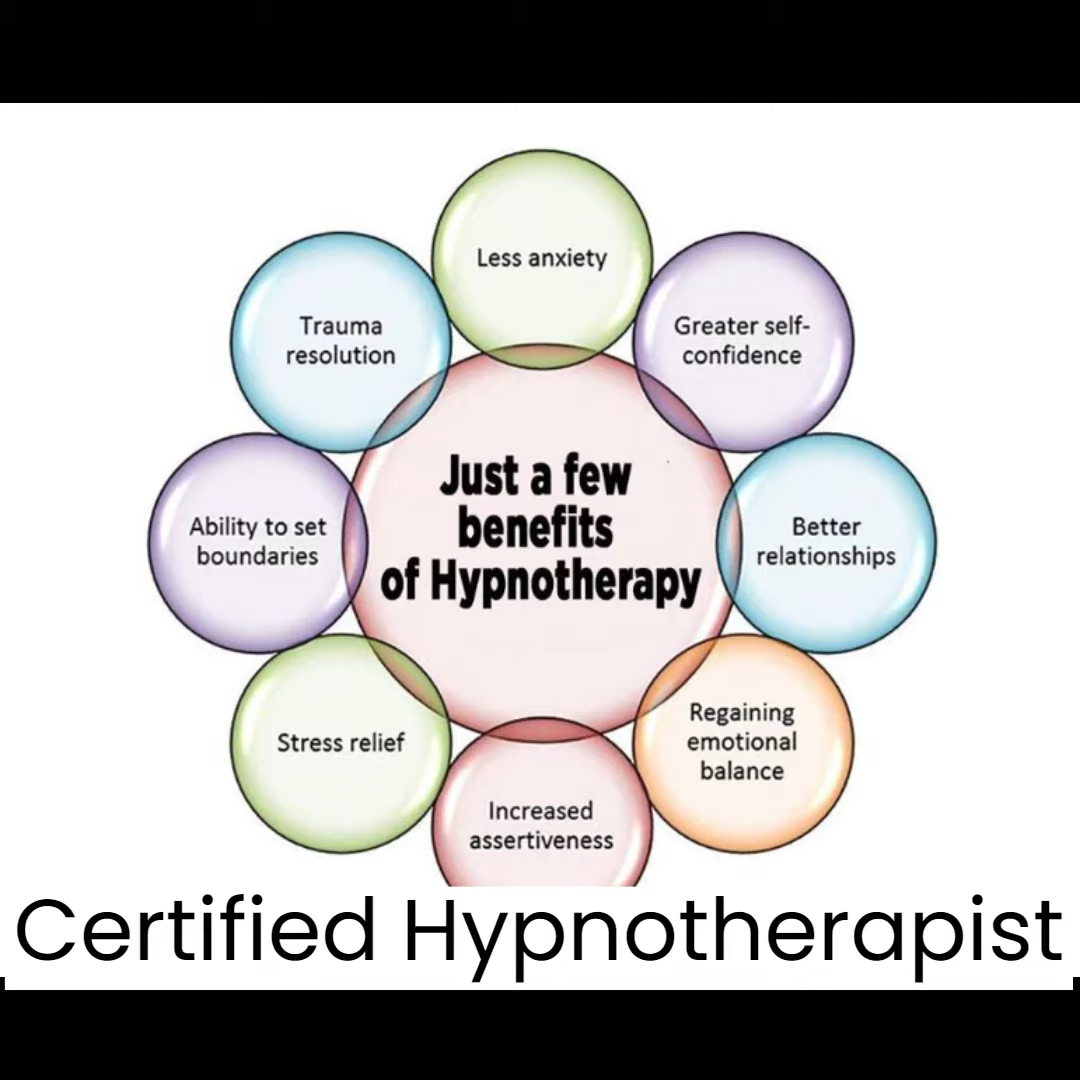 Less anxiety
Trauma
resolution
Greater self-
confidence
Just a few
benefits
of Hypnotherapy
Ability to set
boundaries
Better
relationships
Stress relief
Regaining
emotional
balance
Increased
assertiveness
Certified Hypnotherapist